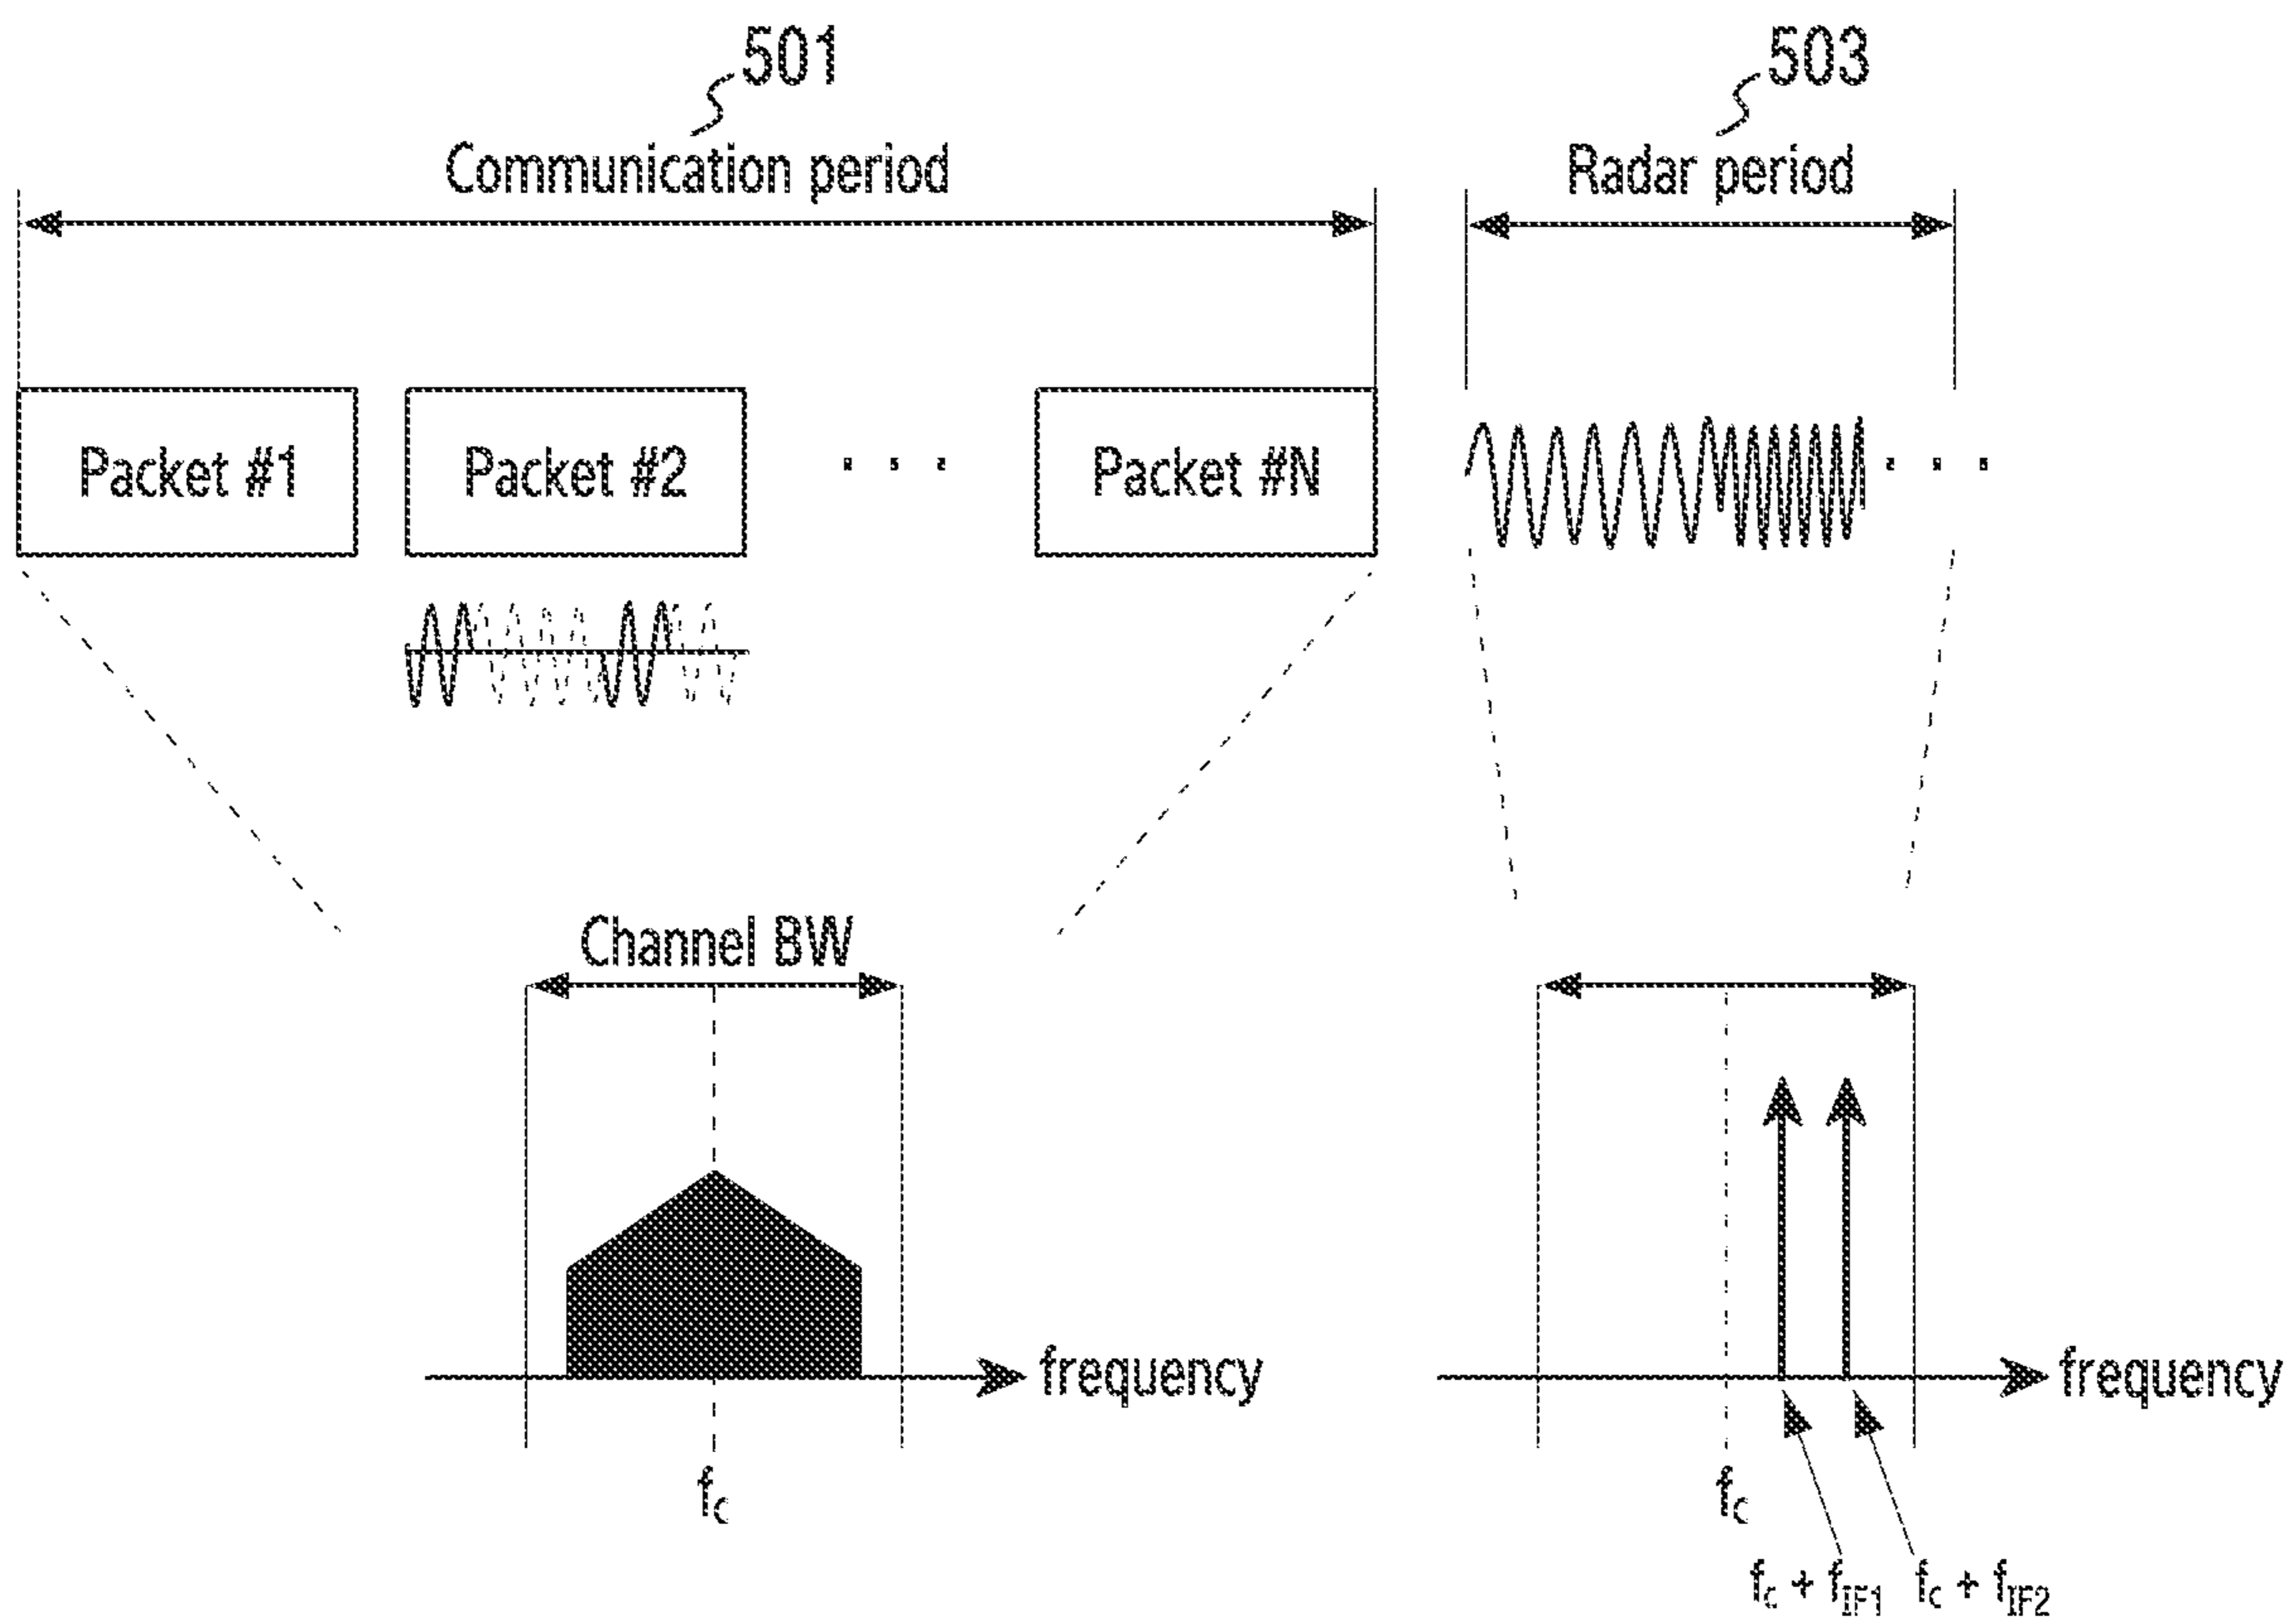 501
503
Communication period
Radar period
Packet #1
Packet #2
. . .
Packet #N
. . .
Channel BW
frequency
frequency
fc
fc
fc + fIF1
fc + fIF2